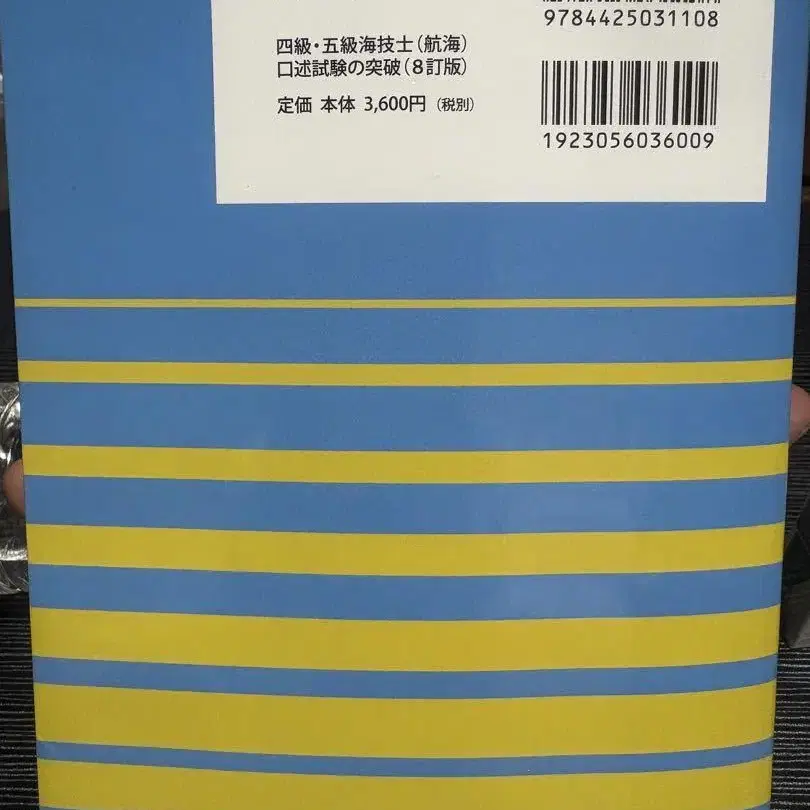 9784425031108
四級・五級海技士(航海)
口述試験の突破(8訂版)
定価 本体 3,600円(税別)
1923056036009